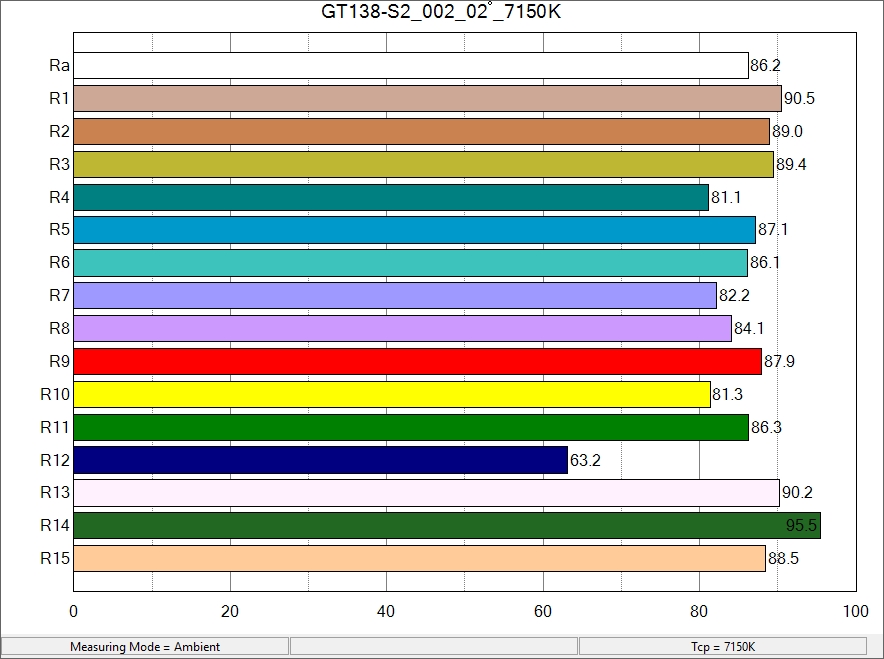 GT138-S2_002_02°_7150K
Ra 86.2
R1 90.5
R2 89.0
R3 89.4
R4 81.1
R5 87.1
R6 86.1
R7 82.2
R8 84.1
R9 87.9
R10 81.3
R11 86.3
R12 63.2
R13 90.2
R14 95.5
R15 88.5
0 20 40 60 80 100
Measuring Mode = Ambient Tcp = 7150K